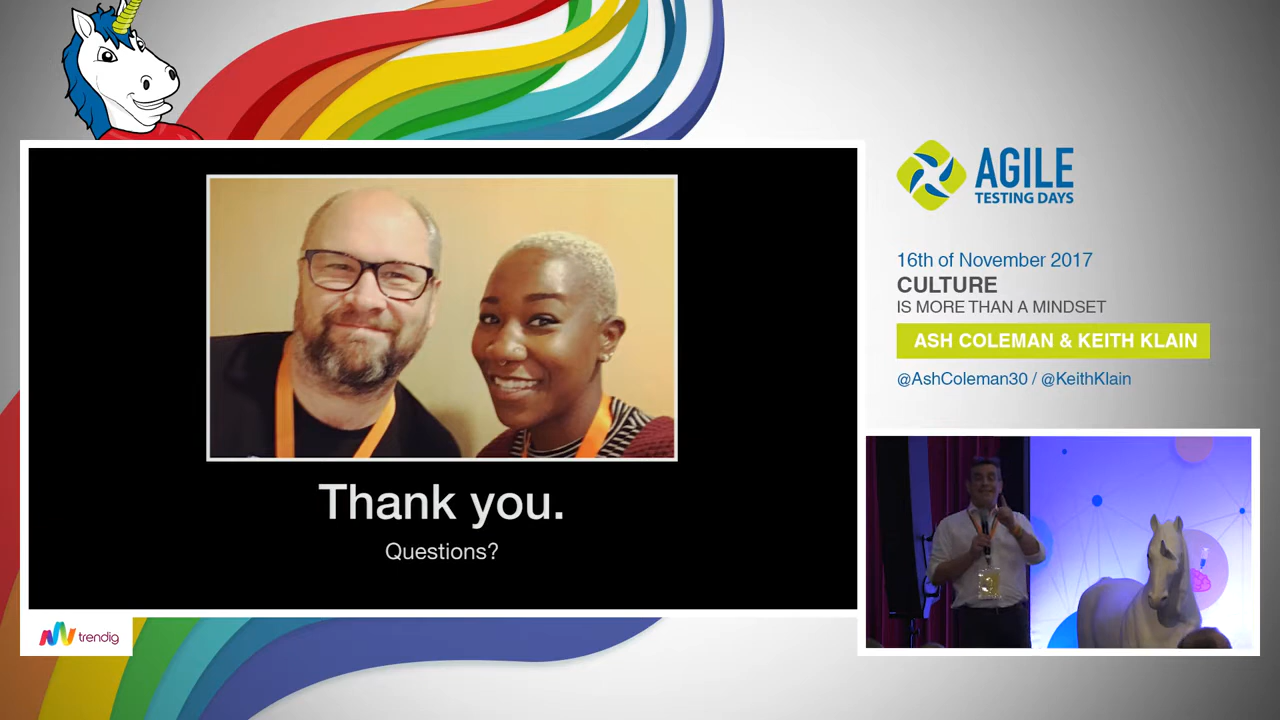 Thank you.
Questions?
AGILE
TESTING DAYS
16th of November 2017
CULTURE
IS MORE THAN A MINDSET
ASH COLEMAN & KEITH KLAIN
@AshColeman30 / @KeithKlain
trendig